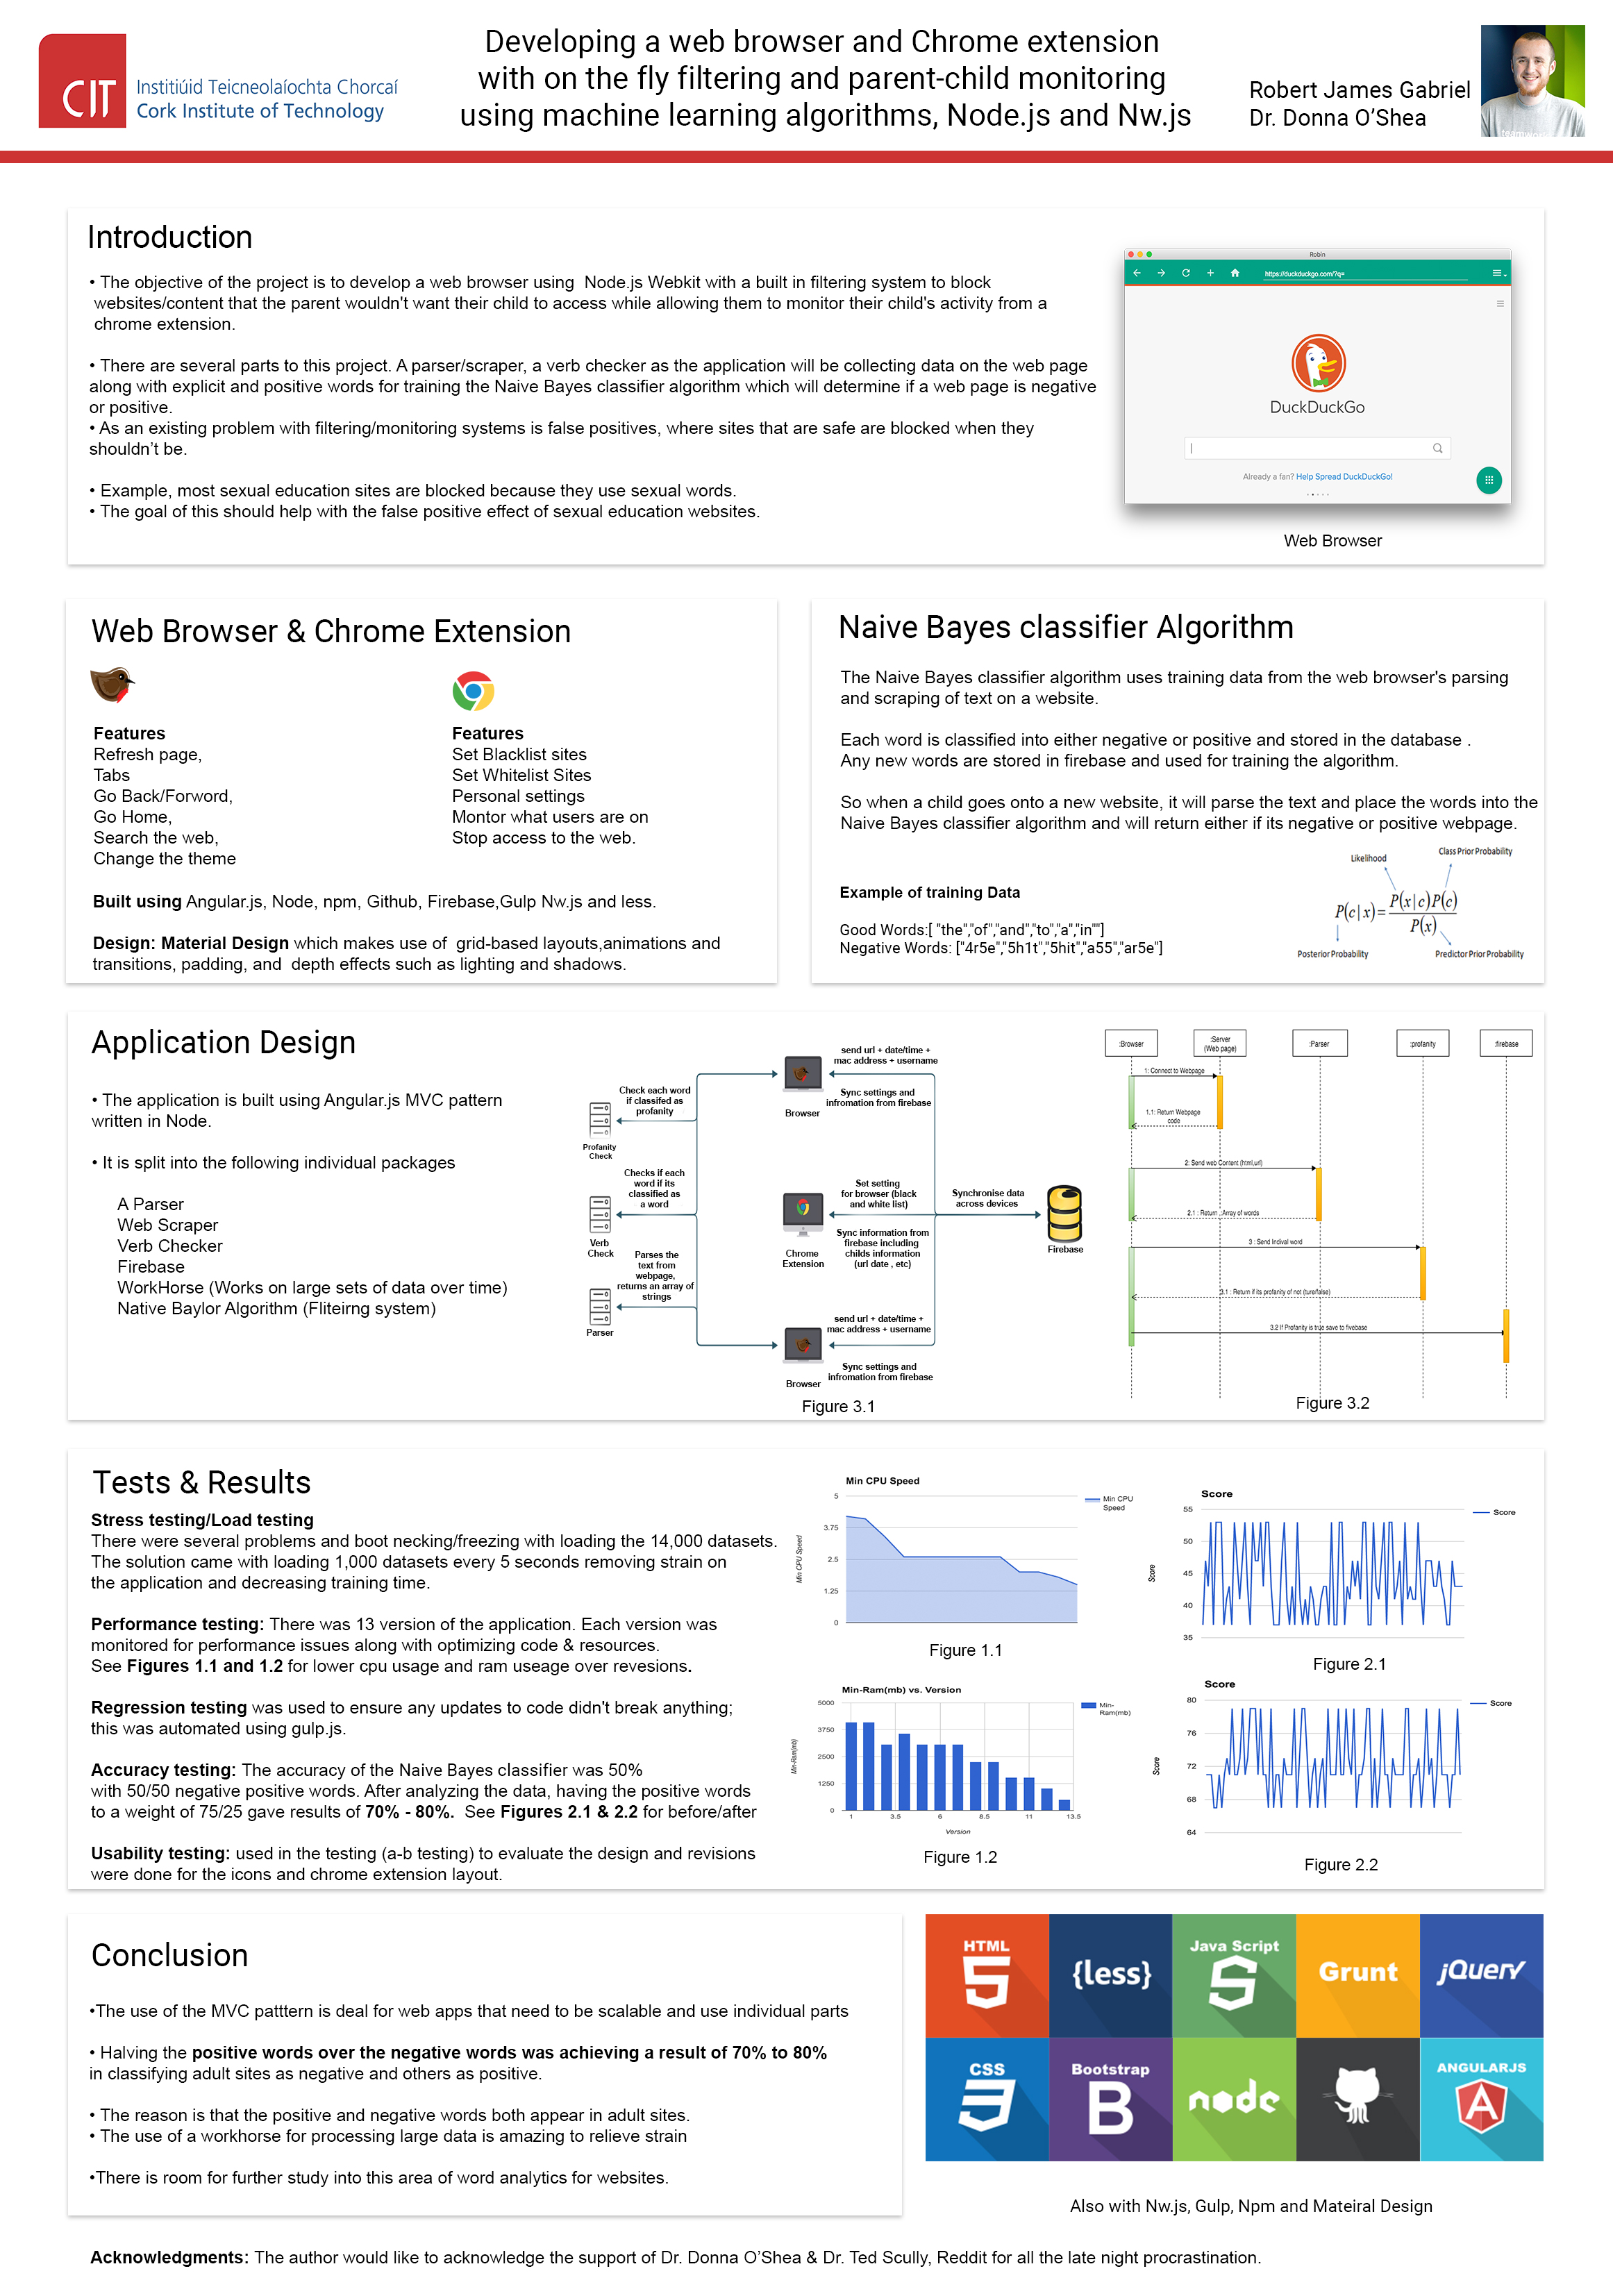 CIT
Institiúid Teicneolaíochta Chorcaí
Cork Institute of Technology
Developing a web browser and Chrome extension
with on the fly filtering and parent-child monitoring
using machine learning algorithms, Node.js and Nw.js
Robert James Gabriel
Dr. Donna O'Shea
Introduction
• The objective of the project is to develop a web browser using Node.js Webkit with a built in filtering system to block
websites/content that the parent wouldn't want their child to access while allowing them to monitor their child's activity from a
chrome extension.
• There are several parts to this project. A parser/scraper, a verb checker as the application will be collecting data on the web page
along with explicit and positive words for training the Naive Bayes classifier algorithm which will determine if a web page is negative
or positive.
• As an existing problem with filtering/monitoring systems is false positives, where sites that are safe are blocked when they
shouldn't be.
• Example, most sexual education sites are blocked because they use sexual words.
• The goal of this should help with the false positive effect of sexual education websites.
Robin
https://duckduckgo.com/?q=
DuckDuckGo
Already a fan? Help Spread DuckDuckGo!
Web Browser
Web Browser & Chrome Extension
Features
Refresh page,
Tabs
Go Back/Forword,
Go Home,
Search the web,
Change the theme
Features
Set Blacklist sites
Set Whitelist Sites
Personal settings
Montor what users are on
Stop access to the web.
Built using Angular.js, Node, npm, Github, Firebase,Gulp Nw.js and less.
Design: Material Design which makes use of grid-based layouts,animations and
transitions, padding, and depth effects such as lighting and shadows.
Naive Bayes classifier Algorithm
The Naive Bayes classifier algorithm uses training data from the web browser's parsing
and scraping of text on a website.
Each word is classified into either negative or positive and stored in the database .
Any new words are stored in firebase and used for training the algorithm.
So when a child goes onto a new website, it will parse the text and place the words into the
Naive Bayes classifier algorithm and will return either if its negative or positive webpage.
Example of training Data
Good Words:[ "the","of","and","to","a","in""]
Negative Words: ["4r5e","5h1t","5hit","a55","ar5e"]
Likelihood
Class Prior Probability
P(c|x)=P(x|c)P(c)
P(x)
Posterior Probability
Predictor Prior Probability
Application Design
• The application is built using Angular.js MVC pattern
written in Node.
• It is split into the following individual packages
A Parser
Web Scraper
Verb Checker
Firebase
WorkHorse (Works on large sets of data over time)
Native Baylor Algorithm (Fliteirng system)
Check each word
if classifed as
profanity
Profanity
Check
Checks if each
word if its
classified as
a word
Verb
Check
Parses the
text from
webpage,
returns an array of
strings
Parser
send url + date/time +
mac address + username
Sync settings and
infromation from firebase
Browser
Set setting
for browser (black
and white list)
Sync information from
firebase including
childs information
(url date , etc)
Chrome
Extension
Synchronise data
across devices
Firebase
send url + date/time +
mac address + username
Sync settings and
infromation from firebase
Browser
Figure 3.1
:Browser
:Server
(Web page)
:Parser
:profanity
:firebase
1: Connect to Webpage
1.1: Return Webpage
code
2: Send web Content (html,url)
2.1 : Return : Array of words
3 : Send Indival word
3.1 : Return if its profanity of not (ture/false)
3.2 If Profanity is true save to fivebase
Figure 3.2
Tests & Results
Stress testing/Load testing
There were several problems and boot necking/freezing with loading the 14,000 datasets.
The solution came with loading 1,000 datasets every 5 seconds removing strain on
the application and decreasing training time.
Performance testing: There was 13 version of the application. Each version was
monitored for performance issues along with optimizing code & resources.
See Figures 1.1 and 1.2 for lower cpu usage and ram useage over revesions.
Regression testing was used to ensure any updates to code didn't break anything;
this was automated using gulp.js.
Accuracy testing: The accuracy of the Naive Bayes classifier was 50%
with 50/50 negative positive words. After analyzing the data, having the positive words
to a weight of 75/25 gave results of 70% - 80%. See Figures 2.1 & 2.2 for before/after
Usability testing: used in the testing (a-b testing) to evaluate the design and revisions
were done for the icons and chrome extension layout.
Min CPU Speed
5
3.75
2.5
1.25
0
Min CPU Speed
Min CPU
Speed
Figure 1.1
Score
55
50
45
40
35
Score
Score
Figure 2.1
Min-Ram(mb) vs. Version
5000
3750
2500
1250
0
Min-Ram(mb)
1 3.5 6 8.5 11 13.5
Version
Min-
Ram(mb)
Figure 1.2
Score
80
76
72
68
64
Score
Score
Figure 2.2
Conclusion
•The use of the MVC patttern is deal for web apps that need to be scalable and use individual parts
• Halving the positive words over the negative words was achieving a result of 70% to 80%
in classifying adult sites as negative and others as positive.
• The reason is that the positive and negative words both appear in adult sites.
• The use of a workhorse for processing large data is amazing to relieve strain
•There is room for further study into this area of word analytics for websites.
HTML
5
{less}
Java Script
S
Grunt
jQuery
CSS
3
Bootstrap
B
node
ANGULARJS
A
Also with Nw.js, Gulp, Npm and Mateiral Design
Acknowledgments: The author would like to acknowledge the support of Dr. Donna O'Shea & Dr. Ted Scully, Reddit for all the late night procrastination.